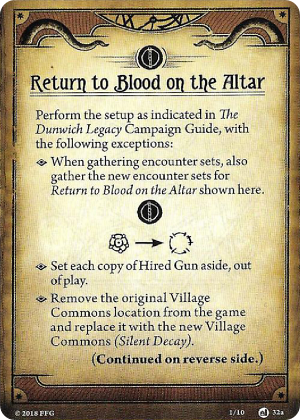 Return to Blood on the Altar
Perform the setup as indicated in The
Dunwich Legacy Campaign Guide, with
the following exceptions:
When gathering encounter sets, also
gather the new encounter sets for
Return to Blood on the Altar shown here.
Set each copy of Hired Gun aside, out
of play.
Remove the original Village
Commons location from the game
and replace it with the new Village
Commons (Silent Decay).
(Continued on reverse side.)
© 2018 FFG
1/10
32a